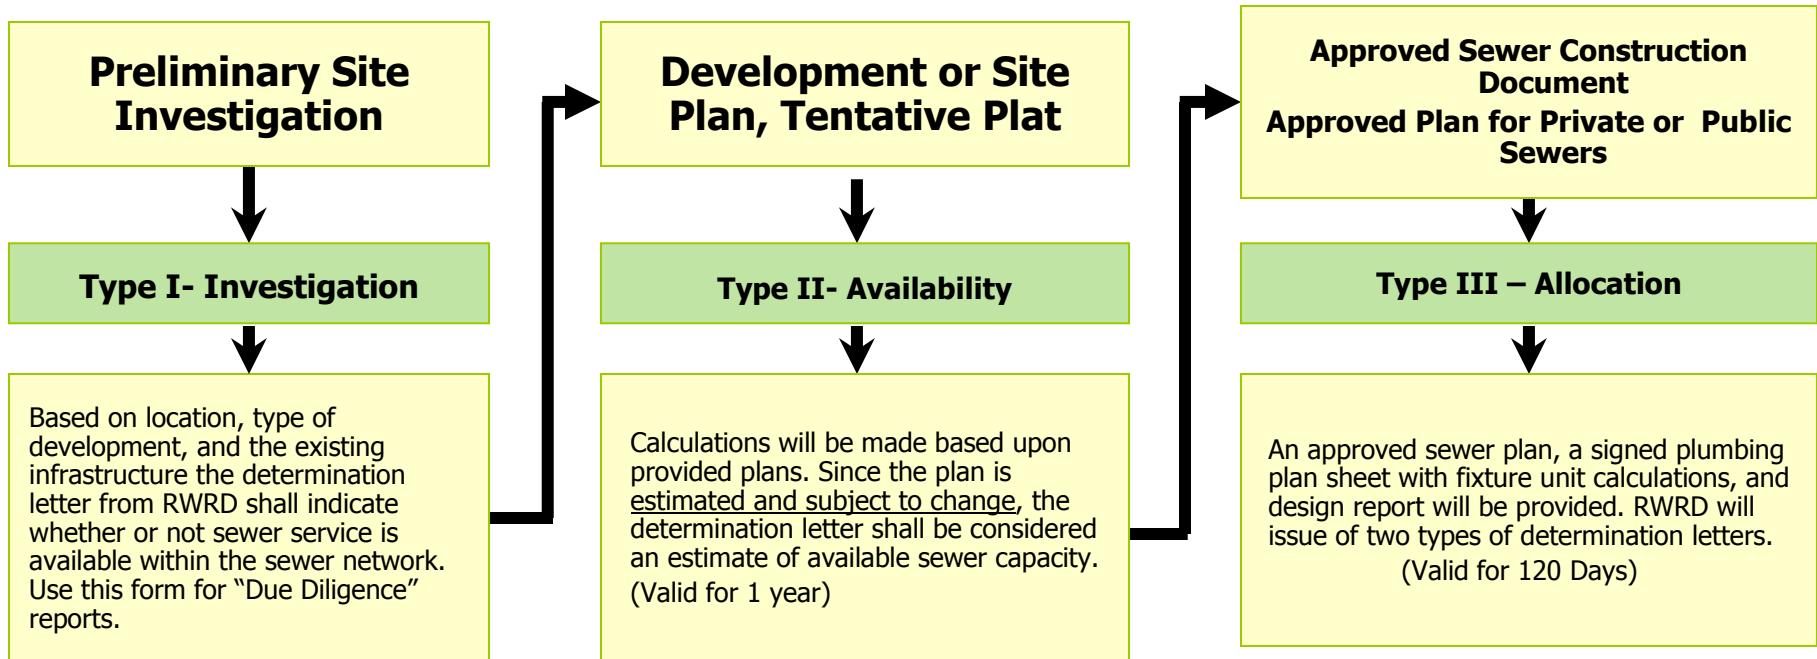 Preliminary Site
Investigation
Type I- Investigation
Based on location, type of
development, and the existing
infrastructure the determination
letter from RWRD shall indicate
whether or not sewer service is
available within the sewer network.
Use this form for “Due Diligence”
reports.
Development or Site
Plan, Tentative Plat
Type II- Availability
Calculations will be made based upon
provided plans. Since the plan is
estimated and subject to change, the
determination letter shall be considered
an estimate of available sewer capacity.
(Valid for 1 year)
Approved Sewer Construction
Document
Approved Plan for Private or Public
Sewers
Type III – Allocation
An approved sewer plan, a signed plumbing
plan sheet with fixture unit calculations, and
design report will be provided. RWRD will
issue of two types of determination letters.
(Valid for 120 Days)